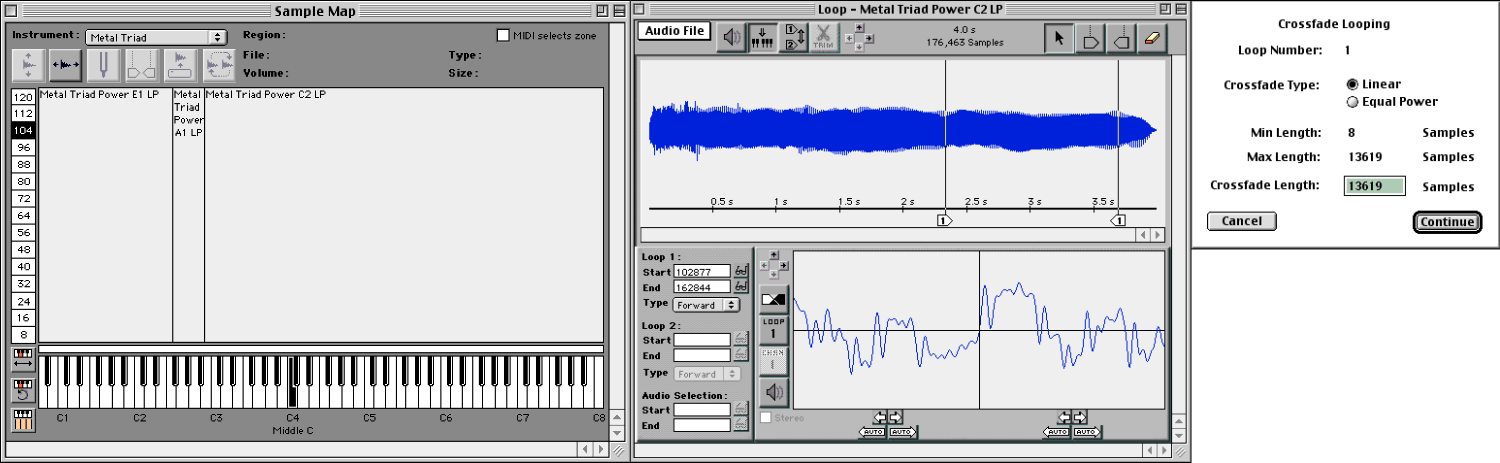 Sample Map
Instrument: Metal Triad
Region:
MIDI selects zone
File:
Type:
Volume:
Size:
120
112
104
96
88
80
72
64
56
48
40
32
24
16
8
Metal Triad Power E1 LP
Metal
Triad
Power
A1 LP
Metal Triad Power C2 LP
C1 C2 C3 C4 C5 C6 C7 C8
Middle C
Loop - Metal Triad Power C2 LP
Audio File
TRIM
4.0 s
176,463 Samples
0.5 s 1 s 1.5 s 2 s 2.5 s 3 s 3.5 s
1 1
Loop 1:
Start 102877
End 162844
Type Forward
Loop 2:
Start
End
Type Forward
Audio Selection:
Start
End
LOOP
1
CHAN
Stereo
AUTO AUTO AUTO AUTO
Crossfade Looping
Loop Number: 1
Crossfade Type: Linear
Equal Power
Min Length: 8 Samples
Max Length: 13619 Samples
Crossfade Length: 13619 Samples
Cancel Continue